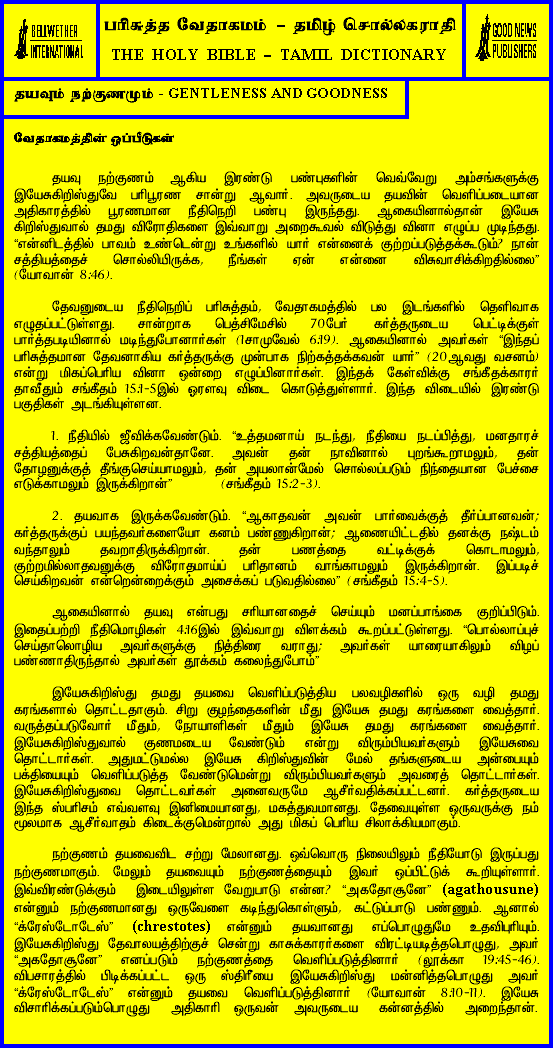 BELLWETHER
INTERNATIONAL
பரிசுத்த வேதாகமம் – தமிழ் சொல்லகராதி
THE HOLY BIBLE – TAMIL DICTIONARY
GOOD NEWS
PUBLISHERS
தயவும் நற்குணமும் - GENTLENESS AND GOODNESS
வேதாகமத்தின் ஒப்பீடுகள்
தயவு நற்குணம் ஆகிய இரண்டு பண்புகளின் வெவ்வேறு அம்சங்களுக்கு
இயேசுகிறிஸ்துவே பரிபூரண சான்று ஆவார். அவருடைய தயவின் வெளிப்படையான
அதிகாரத்தில் பூரணமான நீதிநெறி பண்பு இருந்தது. ஆகையினால்தான் இயேசு
கிறிஸ்துவால் தமது விரோதிகளை இவ்வாறு அறைகூவல் விடுத்து வினா எழுப்ப முடிந்தது.
“என்னிடத்தில் பாவம் உண்டென்று உங்களில் யார் என்னைக் குற்றப்படுத்தக்கூடும்? நான்
சத்தியத்தைச் சொல்லியிருக்க, நீங்கள் ஏன் என்னை விசுவாசிக்கிறதில்லை”
(யோவான் 8:46).
தேவனுடைய நீதிநெறிப் பரிசுத்தம், வேதாகமத்தில் பல இடங்களில் தெளிவாக
எழுதப்பட்டுள்ளது. சான்றாக பெத்சிமேசில் 70பேர் கர்த்தருடைய பெட்டிக்குள்
பார்த்தபடியினால் மடிந்துபோனார்கள் (1சாமுவேல் 6:19). ஆகையினால் அவர்கள் “இந்தப்
பரிசுத்தமான தேவனாகிய கர்த்தருக்கு முன்பாக நிற்கத்தக்கவன் யார்” (20ஆவது வசனம்)
என்று மிகப்பெரிய வினா ஒன்றை எழுப்பினார்கள். இந்தக் கேள்விக்கு சங்கீதக்காரர்
தாவீதும் சங்கீதம் 15:1-5இல் ஓரளவு விடை கொடுத்துள்ளார். இந்த விடையில் இரண்டு
பகுதிகள் அடங்கியுள்ளன.
1. நீதியில் ஜீவிக்கவேண்டும். “உத்தமனாய் நடந்து, நீதியை நடப்பித்து, மனதாரச்
சத்தியத்தைப் பேசுகிறவன்தானே. அவன் தன் நாவினால் புறங்கூறாமலும், தன்
தோழனுக்குத் தீங்குசெய்யாமலும், தன் அயலான்மேல் சொல்லப்படும் நிந்தையான பேச்சை
எடுக்காமலும் இருக்கிறான்” (சங்கீதம் 15:2-3).
2. தயவாக இருக்கவேண்டும். “ஆகாதவன் அவன் பார்வைக்குத் தீர்ப்பானவன்;
கர்த்தருக்குப் பயந்தவர்களையோ கனம் பண்ணுகிறான்; ஆணையிட்டதில் தனக்கு நஷ்டம்
வந்தாலும் தவறாதிருக்கிறான். தன் பணத்தை வட்டிக்குக் கொடாமலும்,
குற்றமில்லாதவனுக்கு விரோதமாய்ப் பரிதானம் வாங்காமலும் இருக்கிறான். இப்படிச்
செய்கிறவன் என்றென்றைக்கும் அசைக்கப் படுவதில்லை” (சங்கீதம் 15:4-5).
ஆகையினால் தயவு என்பது சரியானதைச் செய்யும் மனப்பாங்கை குறிப்பிடும்.
இதைப்பற்றி நீதிமொழிகள் 4:16இல் இவ்வாறு விளக்கம் கூறப்பட்டுள்ளது. “பொல்லாப்புச்
செய்தாலொழிய அவர்களுக்கு நித்திரை வராது; அவர்கள் யாரையாகிலும் விழப்
பண்ணாதிருந்தால் அவர்கள் தூக்கம் கலைந்துபோம்”
இயேசுகிறிஸ்து தமது தயவை வெளிப்படுத்திய பலவழிகளில் ஒரு வழி தமது
கரங்களால் தொட்டதாகும். சிறு குழந்தைகளின் மீது இயேசு தமது கரங்களை வைத்தார்.
வருத்தப்படுவோர் மீதும், நோயாளிகள் மீதும் இயேசு தமது கரங்களை வைத்தார்.
இயேசுகிறிஸ்துவால் குணமடைய வேண்டும் என்று விரும்பியவர்களும் இயேசுவை
தொட்டார்கள். அதுமட்டுமல்ல இயேசு கிறிஸ்துவின் மேல் தங்களுடைய அன்பையும்
பக்தியையும் வெளிப்படுத்த வேண்டுமென்று விரும்பியவர்களும் அவரைத் தொட்டார்கள்.
இயேசுகிறிஸ்துவை தொட்டவர்கள் அனைவருமே ஆசீர்வதிக்கப்பட்டனர். கர்த்தருடைய
இந்த ஸ்பரிசம் எவ்வளவு இனிமையானது, மகத்துவமானது. தேவையுள்ள ஒருவருக்கு நம்
மூலமாக ஆசீர்வாதம் கிடைக்குமென்றால் அது மிகப் பெரிய சிலாக்கியமாகும்.
நற்குணம் தயவைவிட சற்று மேலானது. ஒவ்வொரு நிலையிலும் நீதியோடு இருப்பது
நற்குணமாகும். மேலும் தயவையும் நற்குணத்தையும் இவர் ஒப்பிட்டுக் கூறியுள்ளார்.
இவ்விரண்டுக்கும் இடையிலுள்ள வேறுபாடு என்ன? “அகதோசூனே” (agathousune)
என்னும் நற்குணமானது ஒருவேளை கடிந்துகொள்ளும், கட்டுப்பாடு பண்ணும். ஆனால்
“க்ரேஸ்டோடேஸ்” (chrestotes) என்னும் தயவானது எப்பொழுதுமே உதவிபுரியும்.
இயேசுகிறிஸ்து தேவாலயத்திற்குச் சென்று காசுக்காரர்களை விரட்டியடித்தபொழுது, அவர்
“அகதோசூனே” எனப்படும் நற்குணத்தை வெளிப்படுத்தினார் (லூக்கா 19:45-46).
விபசாரத்தில் பிடிக்கப்பட்ட ஒரு ஸ்திரீயை இயேசுகிறிஸ்து மன்னித்தபொழுது அவர்
“க்ரேஸ்டோடேஸ்” என்னும் தயவை வெளிப்படுத்தினார் (யோவான் 8:10-11). இயேசு
விசாரிக்கப்படும்பொழுது அதிகாரி ஒருவன் அவருடைய கன்னத்தில் அறைந்தான்.